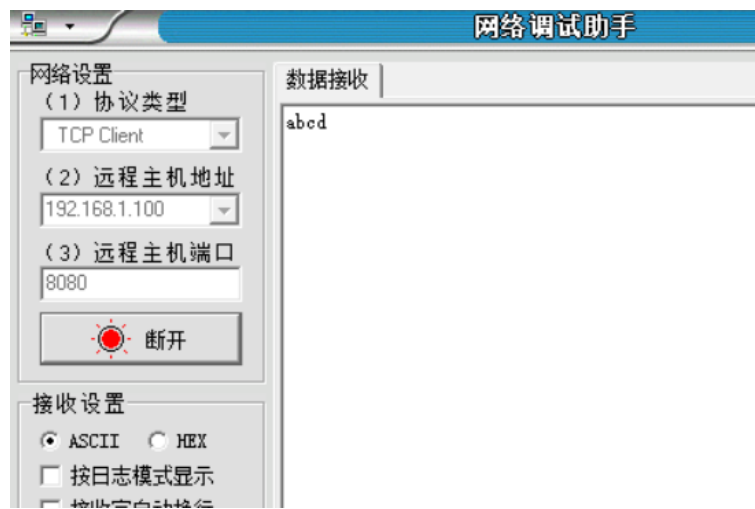 网络调试助手
网络设置
(1) 协议类型
TCP Client
(2) 远程主机地址
192.168.1.100
(3) 远程主机端口
8080
断开
接收设置
ASCII HEX
按日志模式显示
数据接收
abcd